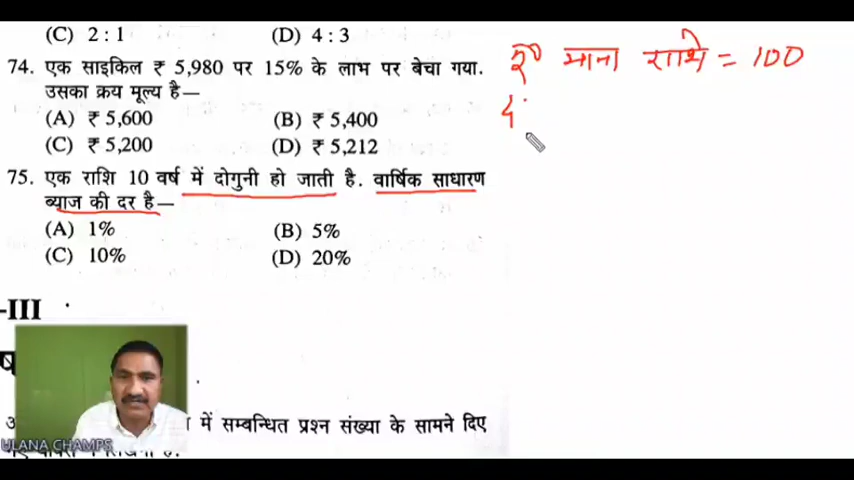 (C) 2 : 1 (D) 4 : 3
74. एक साइकिल ₹ 5,980 पर 15% के लाभ पर बेचा गया.
उसका क्रय मूल्य है—
(A) ₹ 5,600 (B) ₹ 5,400
(C) ₹ 5,200 (D) ₹ 5,212
75. एक राशि 10 वर्ष में दोगुनी हो जाती है. वार्षिक साधारण
ब्याज की दर है—
(A) 1% (B) 5%
(C) 10% (D) 20%
-III
ष
में सम्बन्धित प्रश्न संख्या के सामने दिए
ULANA CHAMPS
माना राशि = 100